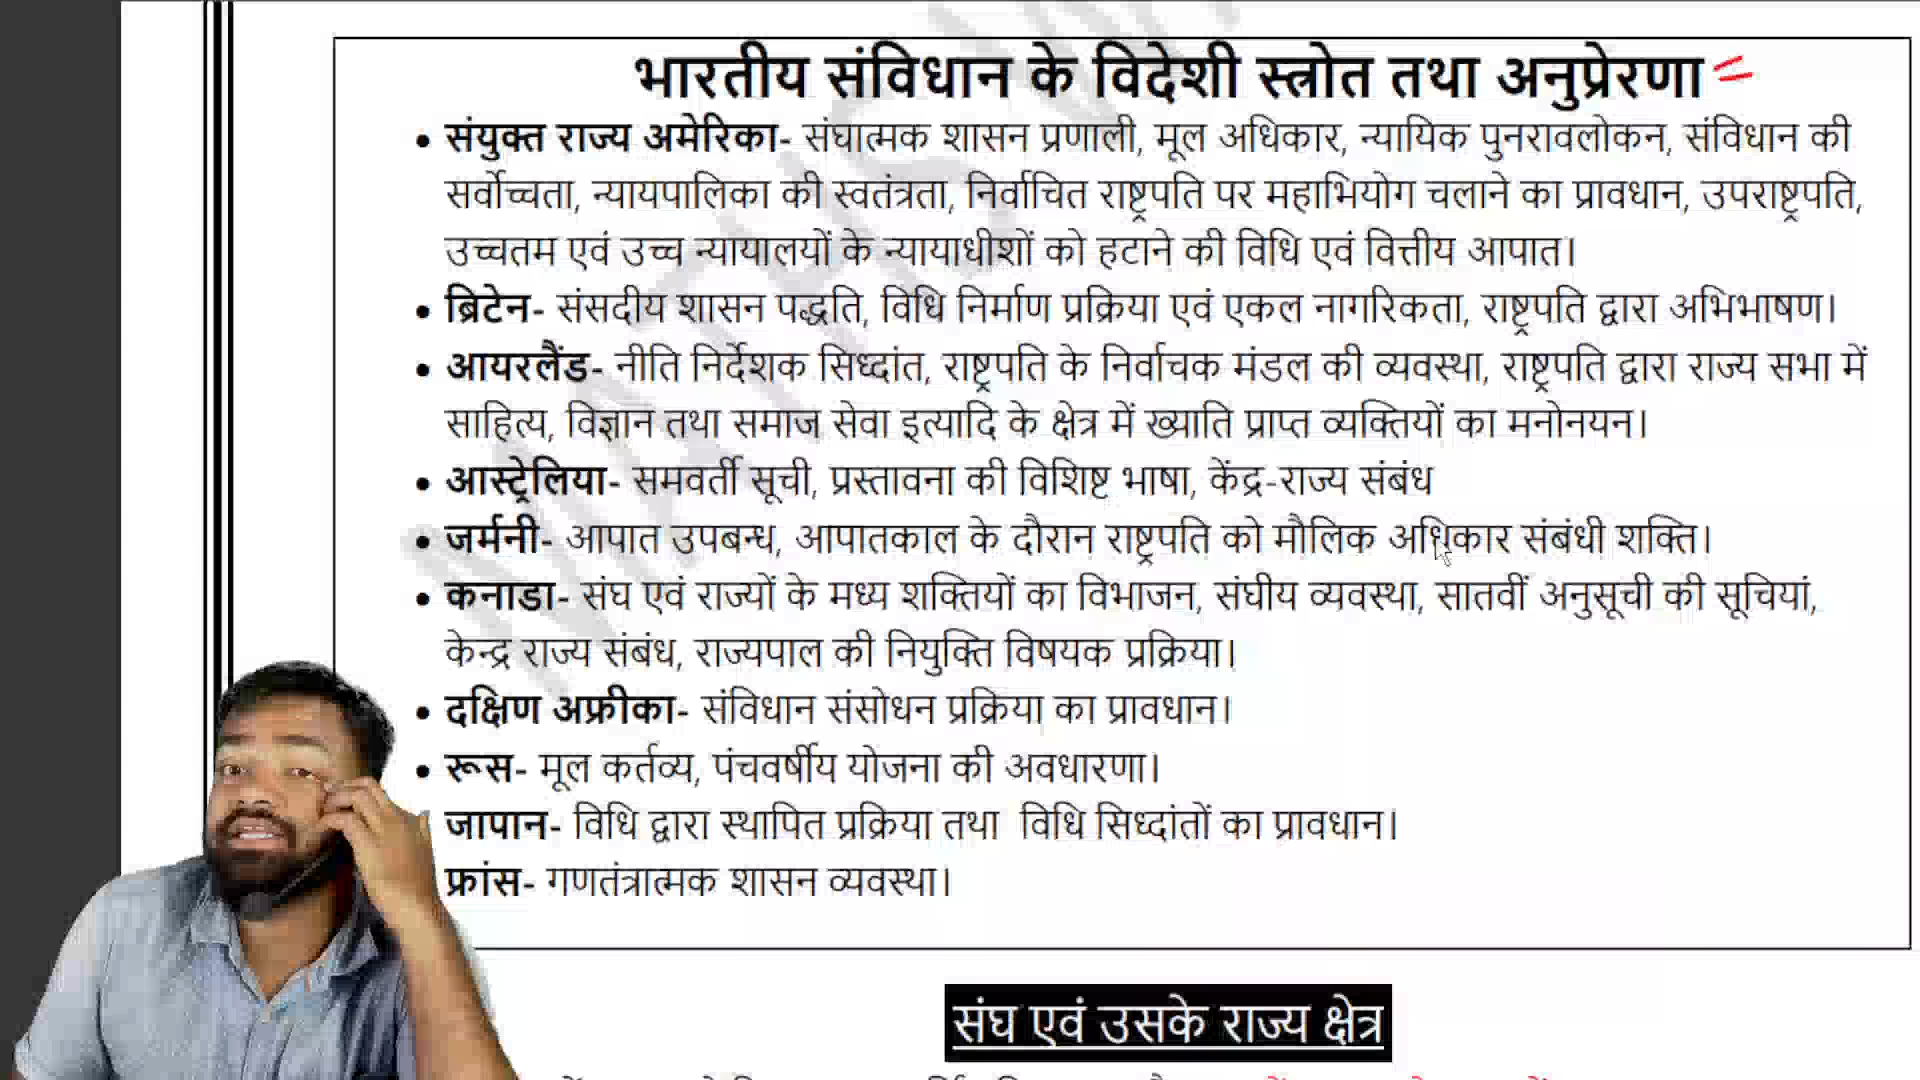 भारतीय संविधान के विदेशी स्त्रोत तथा अनुप्रेरणा
• संयुक्त राज्य अमेरिका- संघात्मक शासन प्रणाली, मूल अधिकार, न्यायिक पुनरावलोकन, संविधान की
सर्वोच्चता, न्यायपालिका की स्वतंत्रता, निर्वाचित राष्ट्रपति पर महाभियोग चलाने का प्रावधान, उपराष्ट्रपति,
उच्चतम एवं उच्च न्यायालयों के न्यायाधीशों को हटाने की विधि एवं वित्तीय आपात।
• ब्रिटेन- संसदीय शासन पद्धति, विधि निर्माण प्रक्रिया एवं एकल नागरिकता, राष्ट्रपति द्वारा अभिभाषण।
• आयरलैंड- नीति निर्देशक सिध्दांत, राष्ट्रपति के निर्वाचक मंडल की व्यवस्था, राष्ट्रपति द्वारा राज्य सभा में
साहित्य, विज्ञान तथा समाज सेवा इत्यादि के क्षेत्र में ख्याति प्राप्त व्यक्तियों का मनोनयन।
• आस्ट्रेलिया- समवर्ती सूची, प्रस्तावना की विशिष्ट भाषा, केंद्र-राज्य संबंध
• जर्मनी- आपात उपबन्ध, आपातकाल के दौरान राष्ट्रपति को मौलिक अधिकार संबंधी शक्ति।
• कनाडा- संघ एवं राज्यों के मध्य शक्तियों का विभाजन, संघीय व्यवस्था, सातवीं अनुसूची की सूचियां,
केन्द्र राज्य संबंध, राज्यपाल की नियुक्ति विषयक प्रक्रिया।
• दक्षिण अफ्रीका- संविधान संसोधन प्रक्रिया का प्रावधान।
• रूस- मूल कर्तव्य, पंचवर्षीय योजना की अवधारणा।
जापान- विधि द्वारा स्थापित प्रक्रिया तथा विधि सिध्दांतों का प्रावधान।
फ्रांस- गणतंत्रात्मक शासन व्यवस्था।
संघ एवं उसके राज्य क्षेत्र